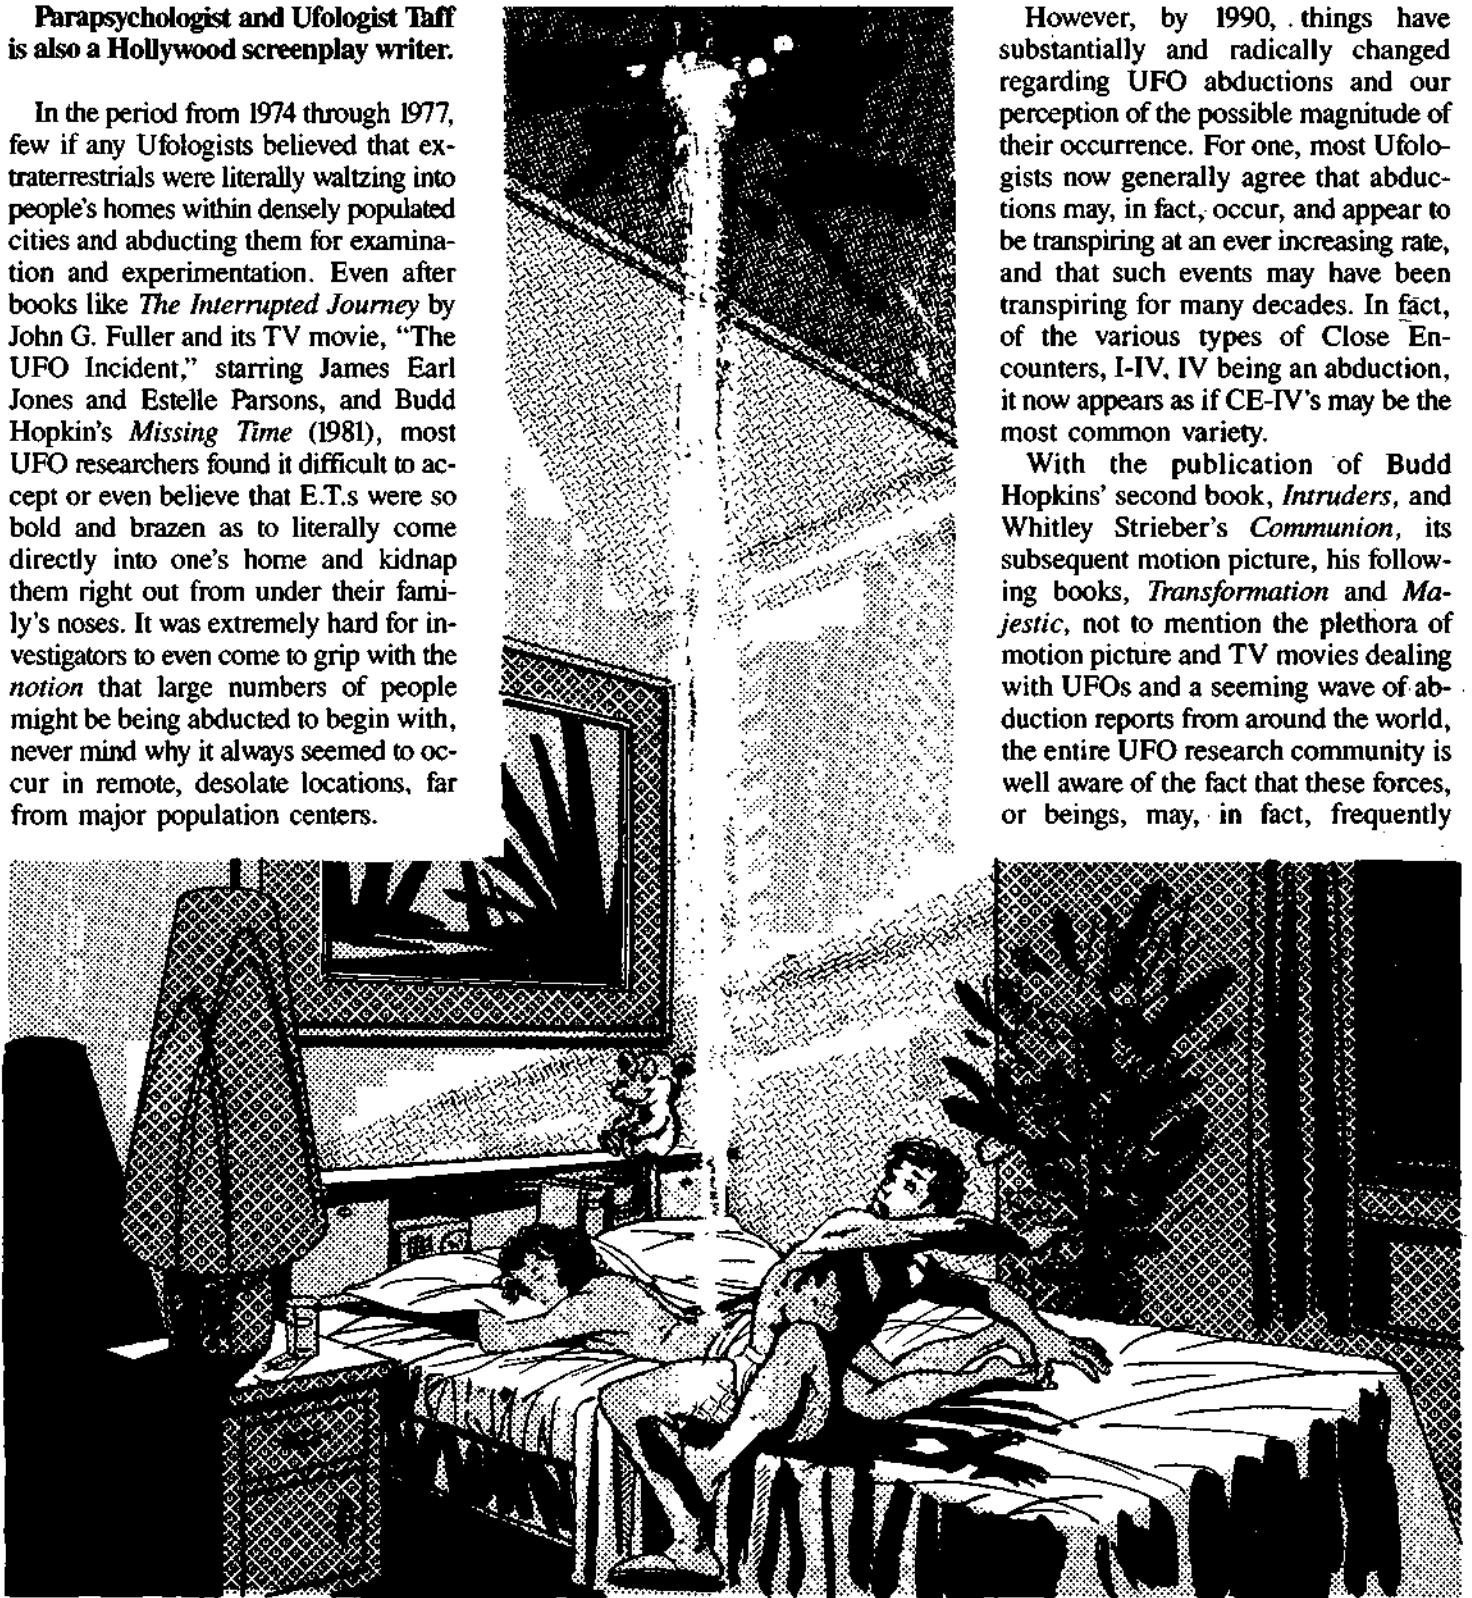 Parapsychologist and Ufologist Taff
is also a Hollywood screenplay writer.
In the period from 1974 through 1977,
few if any Ufologists believed that ex-
traterrestrials were literally waltzing into
people's homes within densely populated
cities and abducting them for examina-
tion and experimentation. Even after
books like The Interrupted Journey by
John G. Fuller and its TV movie, “The
UFO Incident,” starring James Earl
Jones and Estelle Parsons, and Budd
Hopkin's Missing Time (1981), most
UFO researchers found it difficult to ac-
cept or even believe that E.T.s were so
bold and brazen as to literally come
directly into one's home and kidnap
them right out from under their fami-
ly's noses. It was extremely hard for in-
vestigators to even come to grip with the
notion that large numbers of people
might be being abducted to begin with,
never mind why it always seemed to oc-
cur in remote, desolate locations, far
from major population centers.
However, by 1990, things have
substantially and radically changed
regarding UFO abductions and our
perception of the possible magnitude of
their occurrence. For one, most Ufolo-
gists now generally agree that abduc-
tions may, in fact, occur, and appear to
be transpiring at an ever increasing rate,
and that such events may have been
transpiring for many decades. In fact,
of the various types of Close En-
counters, I-IV, IV being an abduction,
it now appears as if CE-IV's may be the
most common variety.
With the publication of Budd
Hopkins' second book, Intruders, and
Whitley Strieber's Communion, its
subsequent motion picture, his follow-
ing books, Transformation and Ma-
jestic, not to mention the plethora of
motion picture and TV movies dealing
with UFOs and a seeming wave of ab-
duction reports from around the world,
the entire UFO research community is
well aware of the fact that these forces,
or beings, may, in fact, frequently